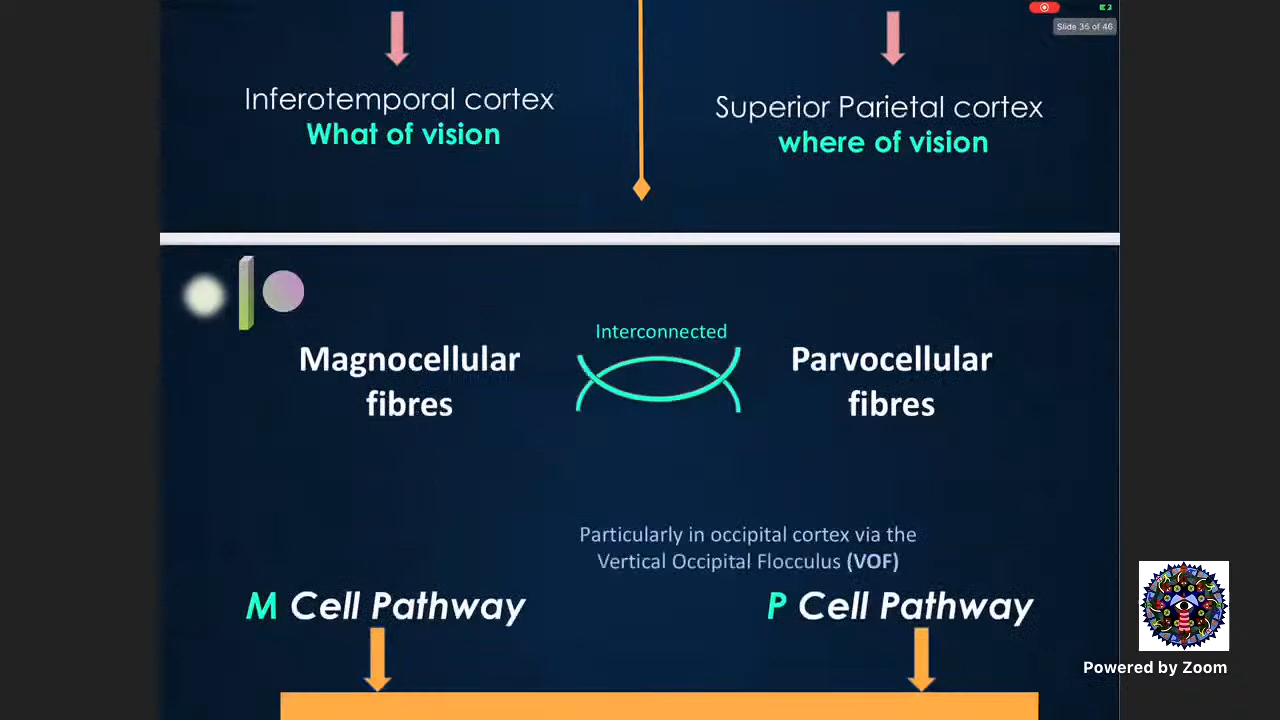 Slide 35 of 46
Inferotemporal cortex
What of vision
Superior Parietal cortex
where of vision
Interconnected
Magnocellular
fibres
Parvocellular
fibres
Particularly in occipital cortex via the
Vertical Occipital Flocculus (VOF)
M Cell Pathway
P Cell Pathway
Powered by Zoom